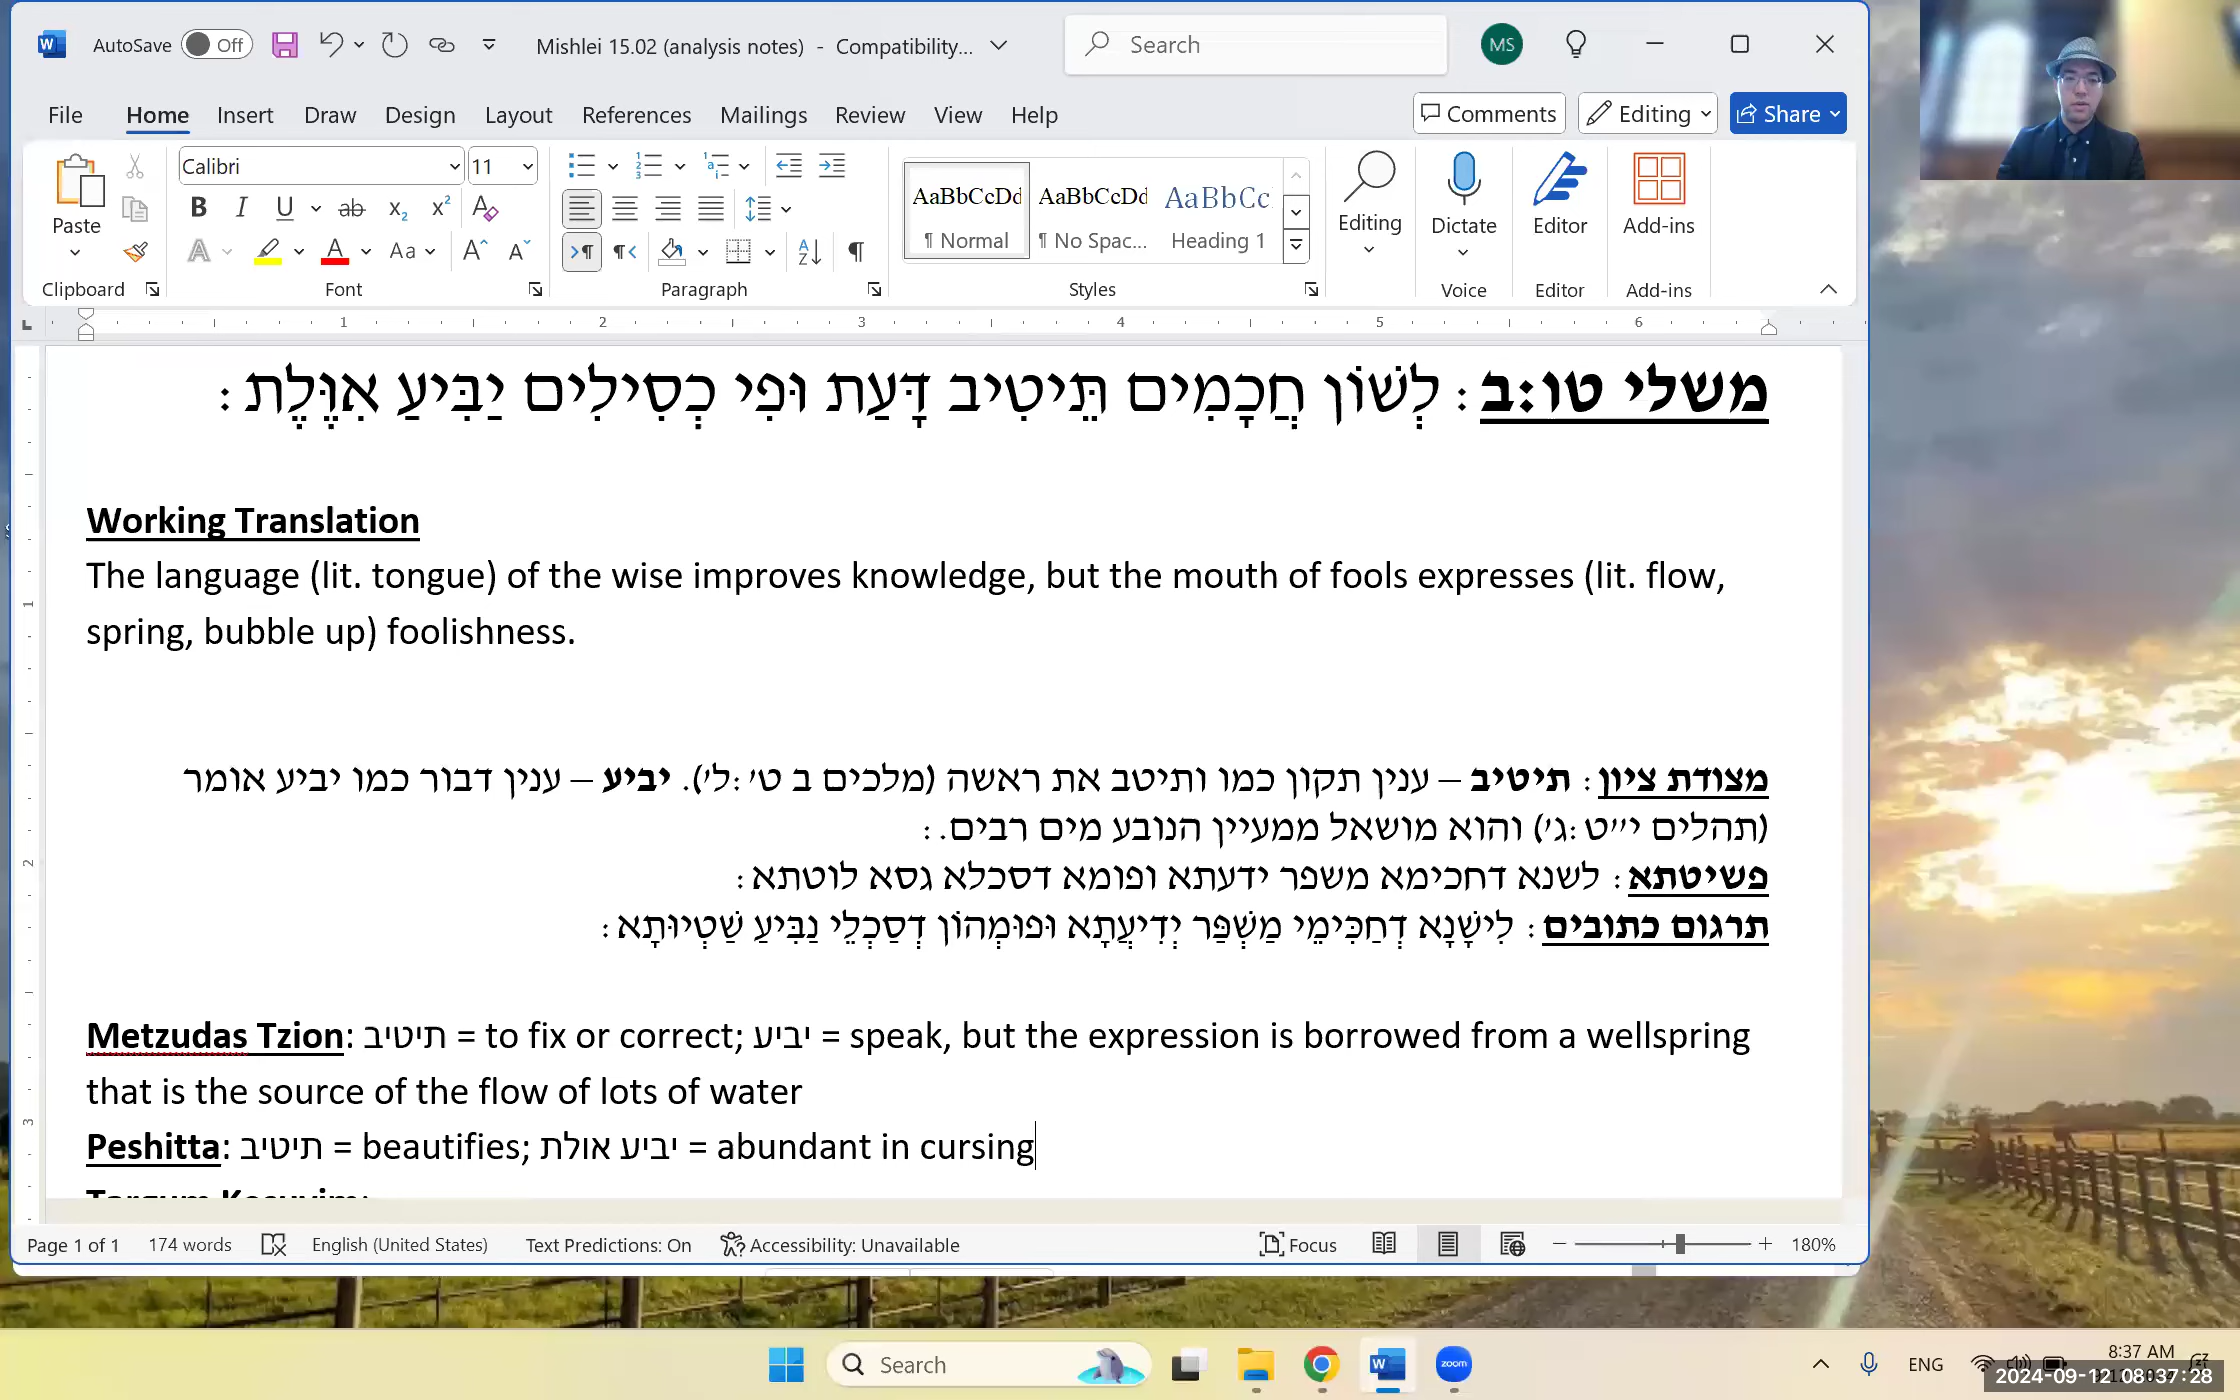 AutoSave Off Mishlei 15.02 (analysis notes) - Compatibility... Search MS
File Home Insert Draw Design Layout References Mailings Review View Help Comments Editing Share
Paste Calibri 11 AaBbCcDd AaBbCcDd AaBbCc Editing Dictate Editor Add-ins
¶ Normal ¶ No Spac... Heading 1
Clipboard Font Paragraph Styles Voice Editor Add-ins
1 2 3 4 5 6
משלי טו:ב: לְשׁוֹן חֲכָמִים תֵּיטִיב דָּעַת וּפִי כְסִילִים יַבִּיעַ אִוֶּלֶת:
Working Translation
The language (lit. tongue) of the wise improves knowledge, but the mouth of fools expresses (lit. flow,
spring, bubble up) foolishness.
מצודת ציון: תיטיב – ענין תקון כמו ותיטב את ראשה (מלכים ב ט׳:ל׳). יביע – ענין דבור כמו יביע אומר
(תהלים י״ט:ג׳) והוא מושאל ממעיין הנובע מים רבים.:
פשיטתא: לשנא דחכימא משפר ידעתא ופומא דסכלא גסא לוטתא:
תרגום כתובים: לִישָׁנָא דְחַכִּימֵי מַשְׁפַּר יְדִיעֲתָא וּפוּמְהוֹן דְסַכְלֵי נַבִּיעַ שַׁטְיוּתָא:
Metzudas Tzion: תיטיב = to fix or correct; יביע = speak, but the expression is borrowed from a wellspring
that is the source of the flow of lots of water
Peshitta: תיטיב = beautifies; יביע אולת = abundant in cursing
Targum Kesuvim:
Page 1 of 1 174 words English (United States) Text Predictions: On Accessibility: Unavailable Focus 180%
Search zoom ENG 8:37 AM
2024-09-12 08:37:28